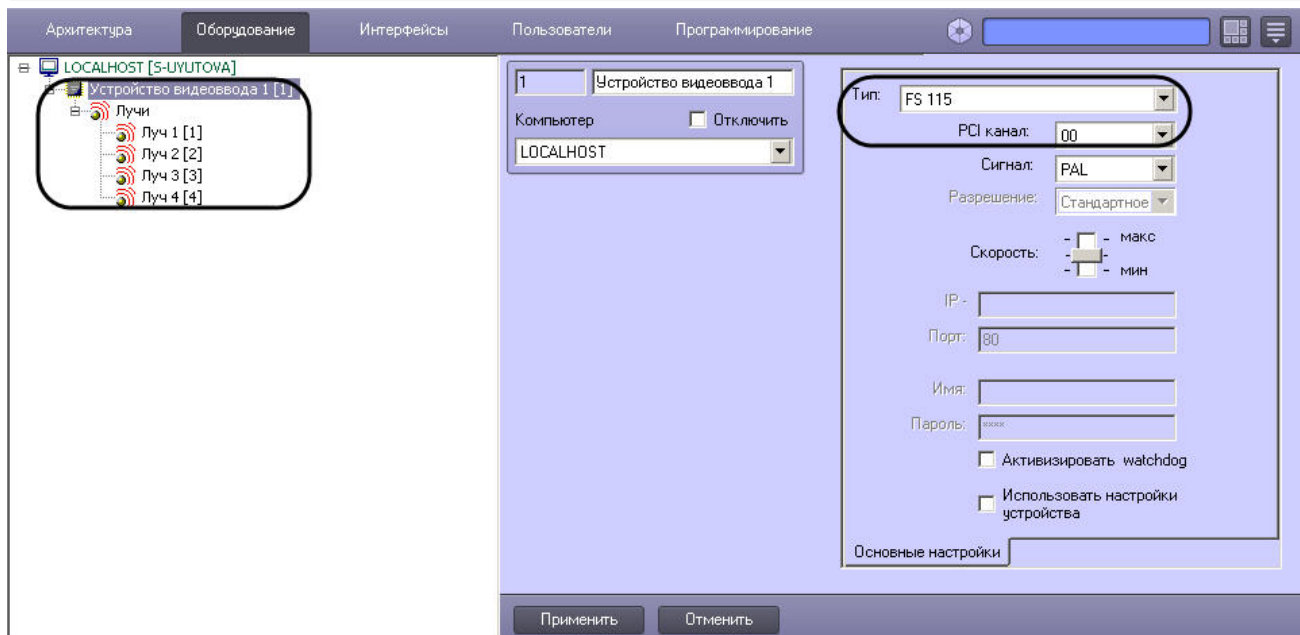 Архитектура Оборудование Интерфейсы Пользователи Программирование
LOCALHOST [S-UYUTOVA]
Устройство видеоввода 1 [1]
Лучи
Луч 1 [1]
Луч 2 [2]
Луч 3 [3]
Луч 4 [4]
1 Устройство видеоввода 1
Компьютер Отключить
LOCALHOST
Тип: FS 115
PCI канал: 00
Сигнал: PAL
Разрешение: Стандартное
Скорость: макс
мин
IP -
Порт: 80
Имя:
Пароль: ****
Активизировать watchdog
Использовать настройки
устройства
Основные настройки
Применить Отменить